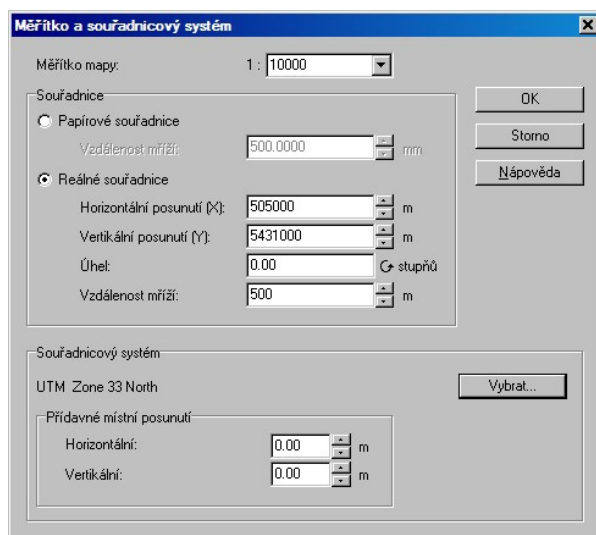 Měřítko a souřadnicový systém
Měřítko mapy: 1 : 10000
Souřadnice
OK
Papírové souřadnice
Storno
Vzdálenost mříží: 500.0000 mm
Nápověda
Reálné souřadnice
Horizontální posunutí (X): 505000 m
Vertikální posunutí (Y): 5431000 m
Úhel: 0.00 stupňů
Vzdálenost mříží: 500 m
Souřadnicový systém
UTM Zone 33 North
Vybrat...
Přídavné místní posunutí
Horizontální: 0.00 m
Vertikální: 0.00 m